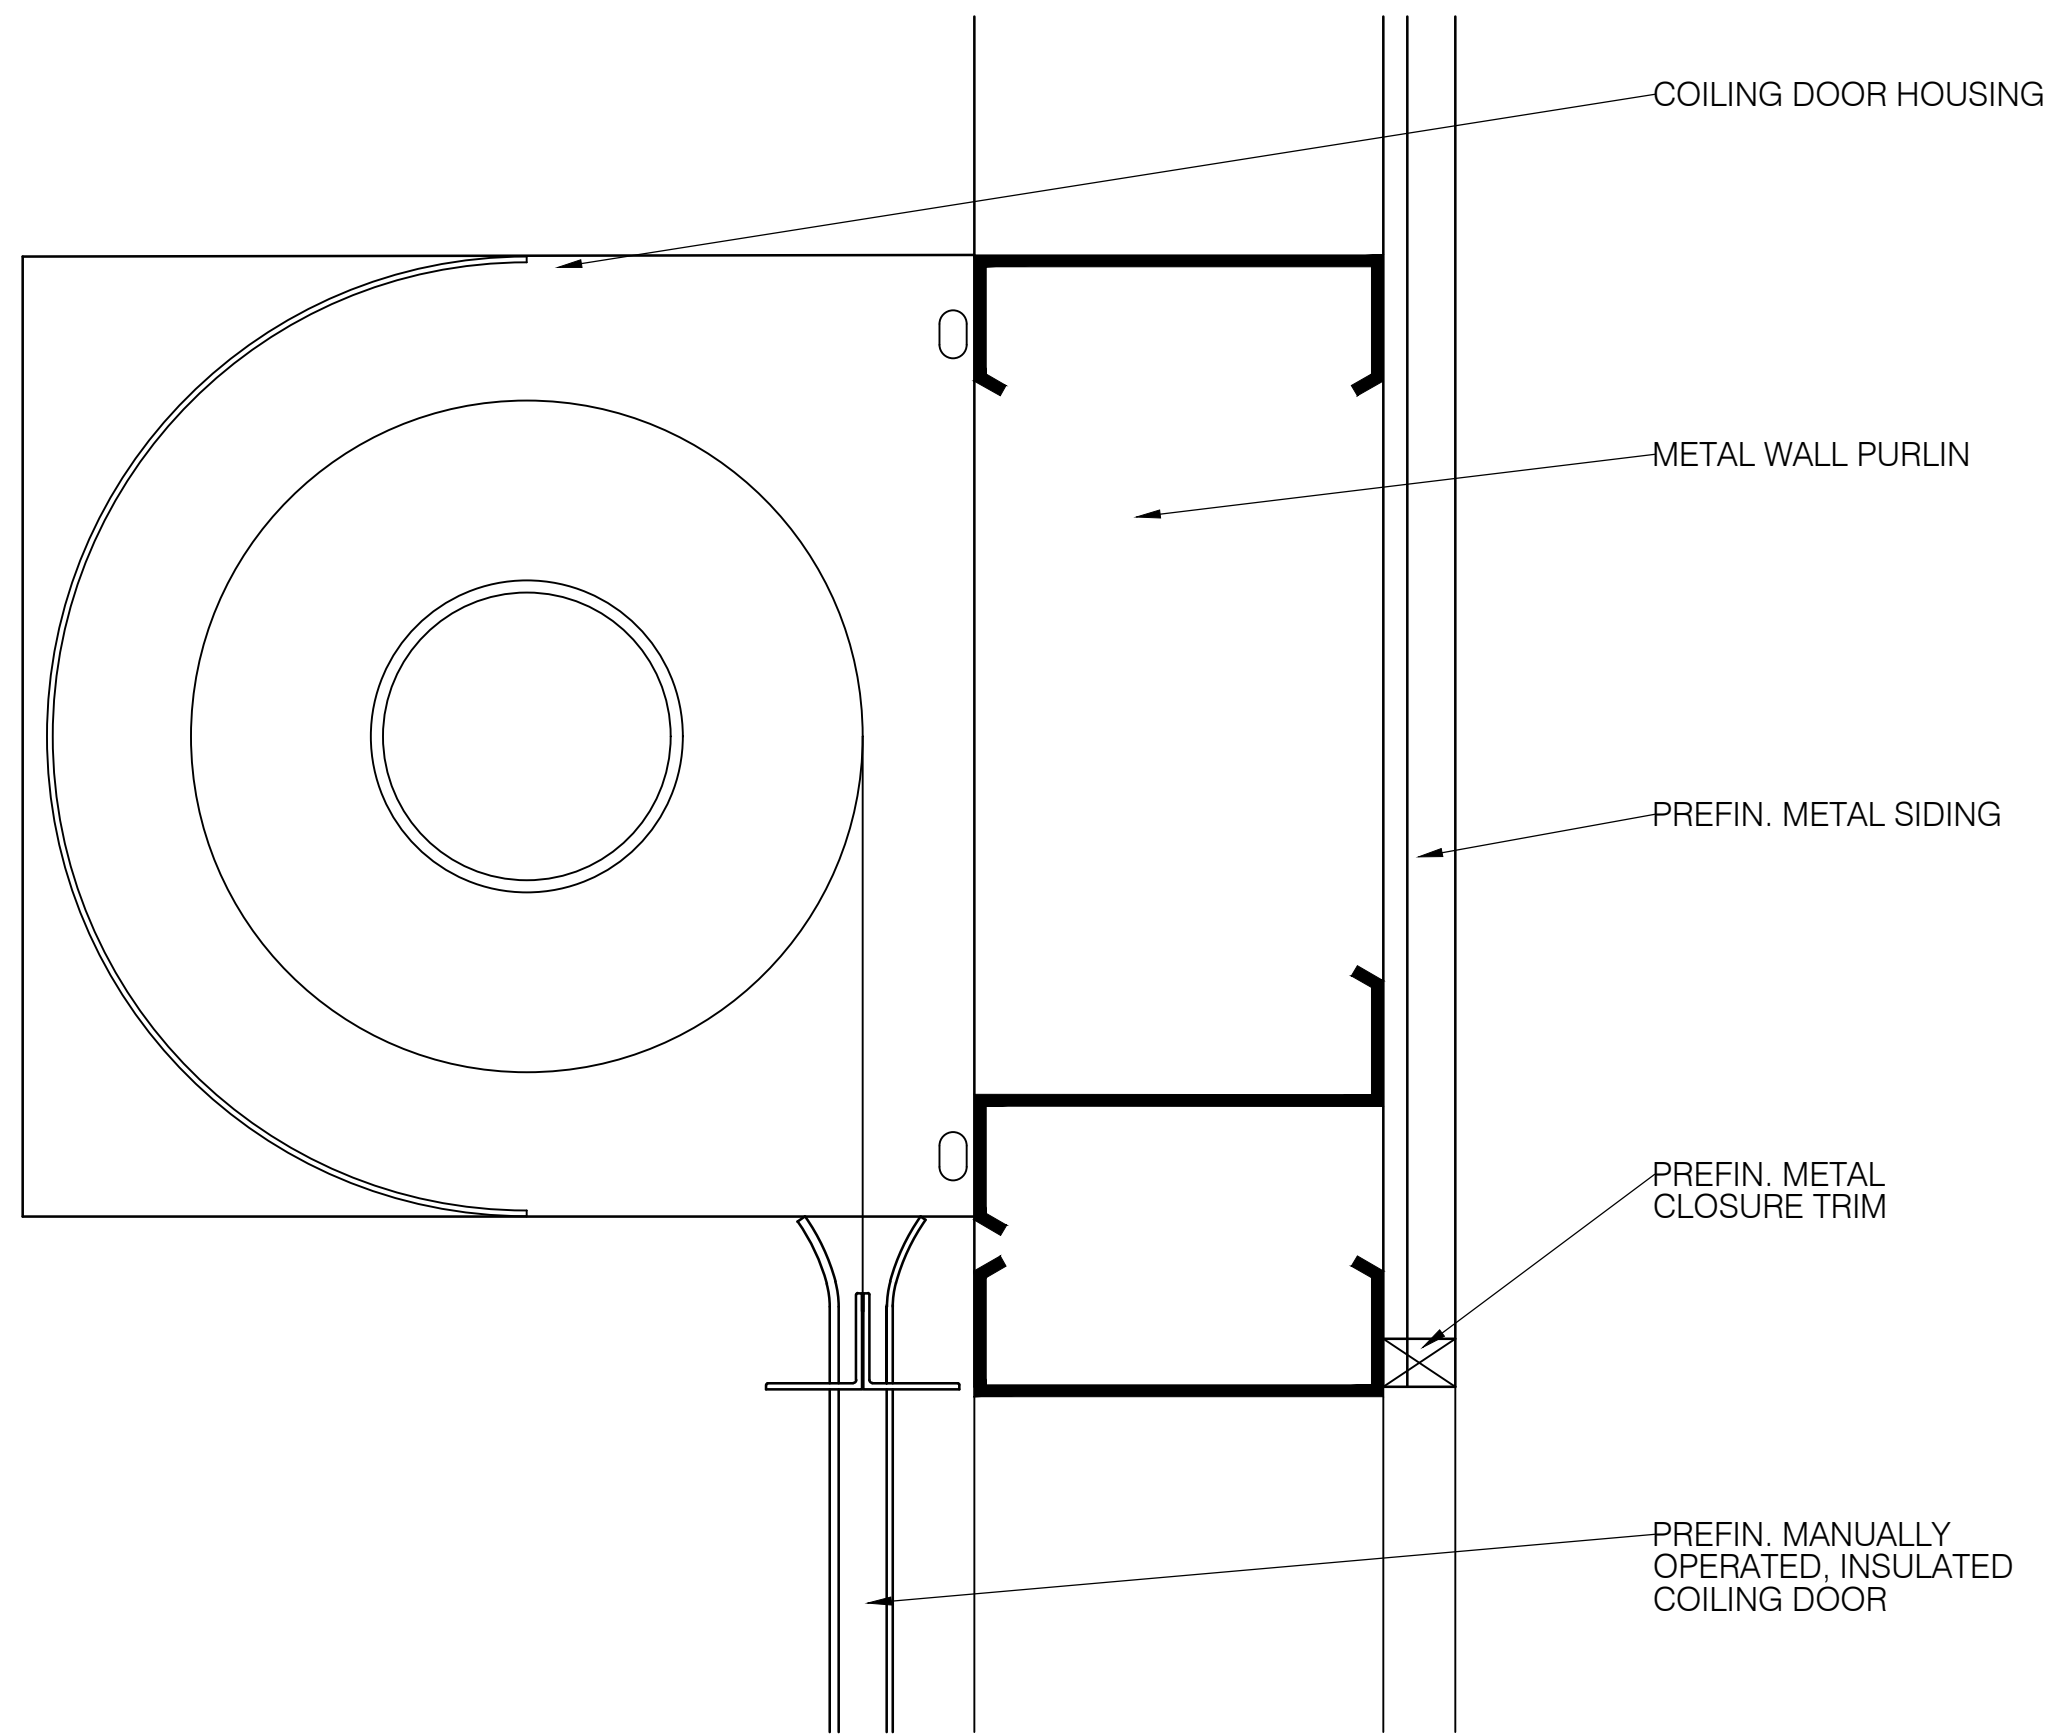 COILING DOOR HOUSING
METAL WALL PURLIN
PREFIN. METAL SIDING
PREFIN. METAL
CLOSURE TRIM
PREFIN. MANUALLY
OPERATED, INSULATED
COILING DOOR